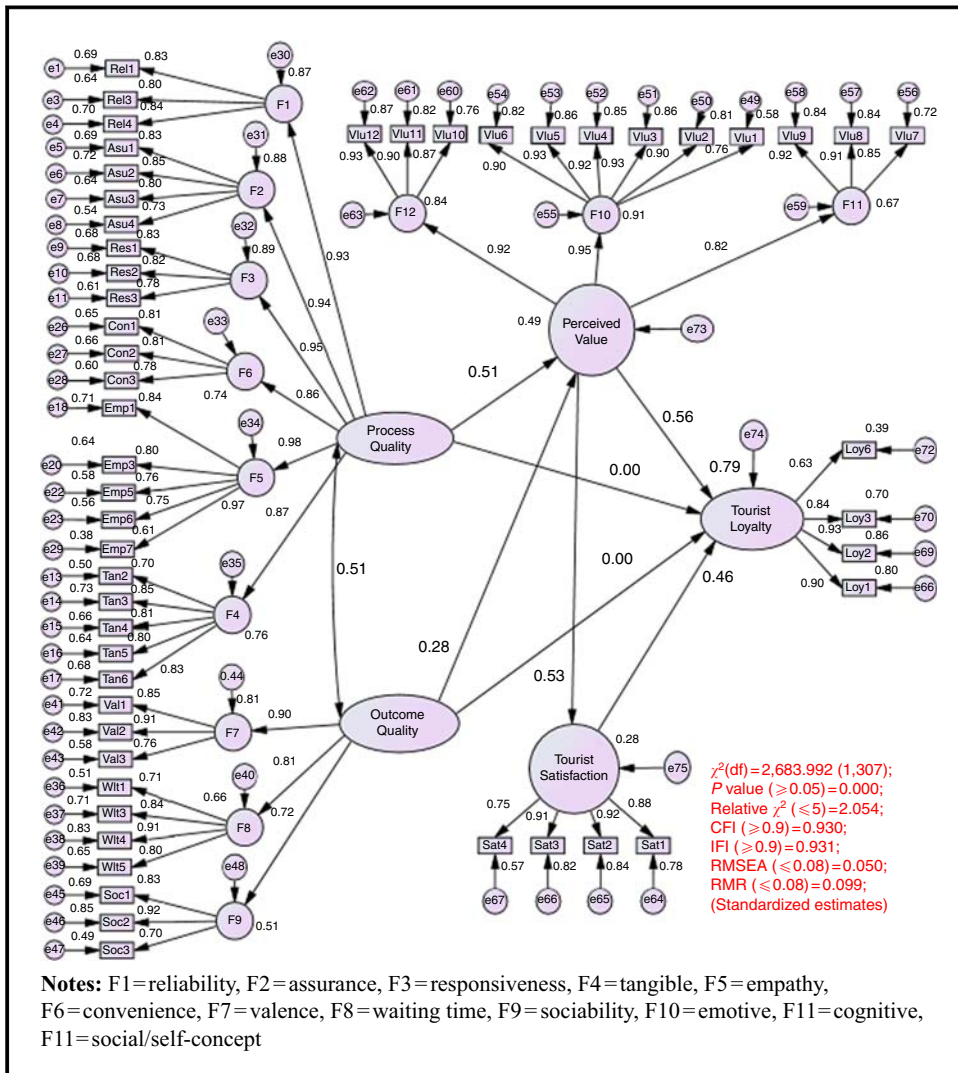 0.69 0.83
e1 Rel1
0.64 0.80
e3 Rel3
0.70 0.84
e4 Rel4
0.69 0.83
e5 Asu1
0.72 0.85
e6 Asu2
0.64 0.80
e7 Asu3
0.54 0.73
e8 Asu4
0.68 0.83
e9 Res1
0.68 0.82
e10 Res2
0.61 0.78
e11 Res3
0.65 0.81
e26 Con1
0.66 0.81
e27 Con2
0.60 0.78
e28 Con3
0.71 0.84
e18 Emp1
0.64 0.80
e20 Emp3
0.58 0.76
e22 Emp5
0.56 0.75
e23 Emp6
0.38 0.61
e29 Emp7
0.50 0.70
e13 Tan2
0.73 0.85
e14 Tan3
0.66 0.81
e15 Tan4
0.64 0.80
e16 Tan5
0.68 0.83
e17 Tan6
0.72 0.85
e41 Val1
0.83 0.91
e42 Val2
0.58 0.76
e43 Val3
0.51 0.71
e36 Wlt1
0.71 0.84
e37 Wlt3
0.83 0.91
e38 Wlt4
0.65 0.80
e39 Wlt5
0.69 0.83
e45 Soc1
0.85 0.92
e46 Soc2
0.49 0.70
e47 Soc3
e30
0.87
F1
e31
0.88
F2
e32
0.89
F3
e33
F6
0.74
e34
F5
0.97
e35
F4
0.76
0.44
0.81
F7
e40
0.66
F8
e48
F9
0.51
0.93
0.94
0.95
0.86
0.98
0.87
0.90
0.81
0.72
Process
Quality
0.51
Outcome
Quality
e62 e61 e60 e54 e53 e52 e51 e50 e49 e58 e57 e56
0.87 0.82 0.76 0.82 0.86 0.85 0.86 0.81 0.58 0.84 0.84 0.72
Vlu12 Vlu11 Vlu10 Vlu6 Vlu5 Vlu4 Vlu3 Vlu2 Vlu1 Vlu9 Vlu8 Vlu7
0.93 0.90 0.87 0.90 0.93 0.92 0.93 0.90 0.76 0.92 0.91 0.85
e63 F12 0.84
e55 F10 0.91
e59 F11 0.67
0.92 0.95 0.82
0.49
Perceived
Value
e73
0.51
0.56
0.00
0.00
0.28
0.53
0.46
e74
0.79
Tourist
Loyalty
0.63 Loy6 0.39 e72
0.84 Loy3 0.70 e70
0.93 Loy2 0.86 e69
0.90 Loy1 0.80 e66
0.28
Tourist
Satisfaction
e75
0.75 0.91 0.92 0.88
Sat4 Sat3 Sat2 Sat1
0.57 0.82 0.84 0.78
e67 e66 e65 e64
χ²(df)=2,683.992 (1,307);
P value (⩾0.05)=0.000;
Relative χ² (⩽5)=2.054;
CFI (⩾0.9)=0.930;
IFI (⩾0.9)=0.931;
RMSEA (⩽0.08)=0.050;
RMR (⩽0.08)=0.099;
(Standardized estimates)
Notes: F1=reliability, F2=assurance, F3=responsiveness, F4=tangible, F5=empathy,
F6=convenience, F7=valence, F8=waiting time, F9=sociability, F10=emotive, F11=cognitive,
F11=social/self-concept